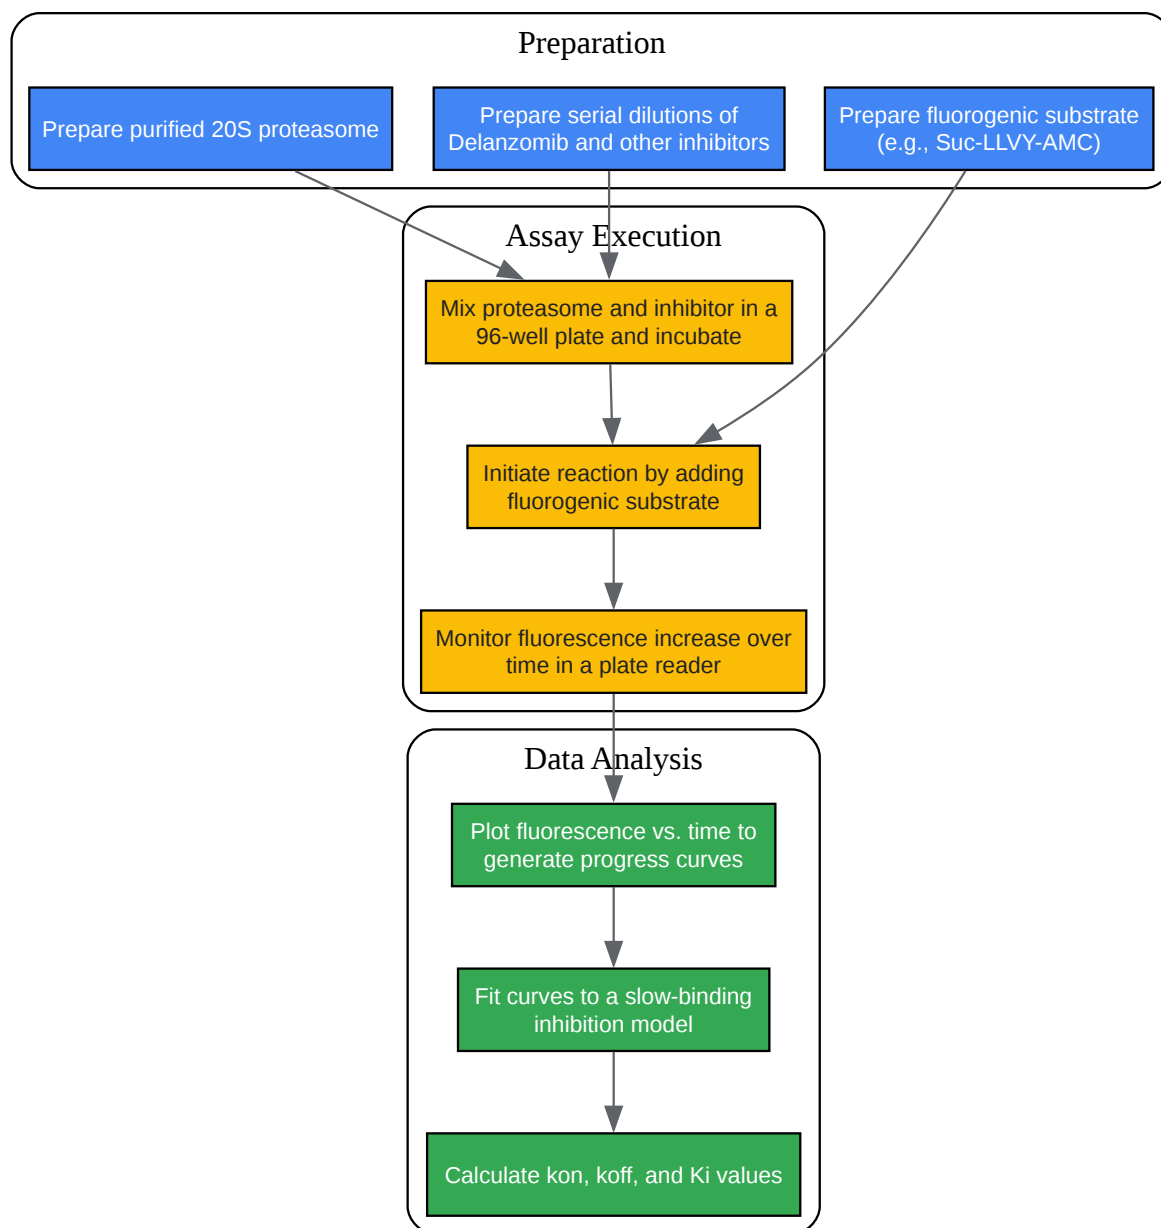 Preparation
Prepare purified 20S proteasome
Prepare serial dilutions of
Delanzomib and other inhibitors
Prepare fluorogenic substrate
(e.g., Suc-LLVY-AMC)
Assay Execution
Mix proteasome and inhibitor in a
96-well plate and incubate
Initiate reaction by adding
fluorogenic substrate
Monitor fluorescence increase over
time in a plate reader
Data Analysis
Plot fluorescence vs. time to
generate progress curves
Fit curves to a slow-binding
inhibition model
Calculate kon, koff, and Ki values